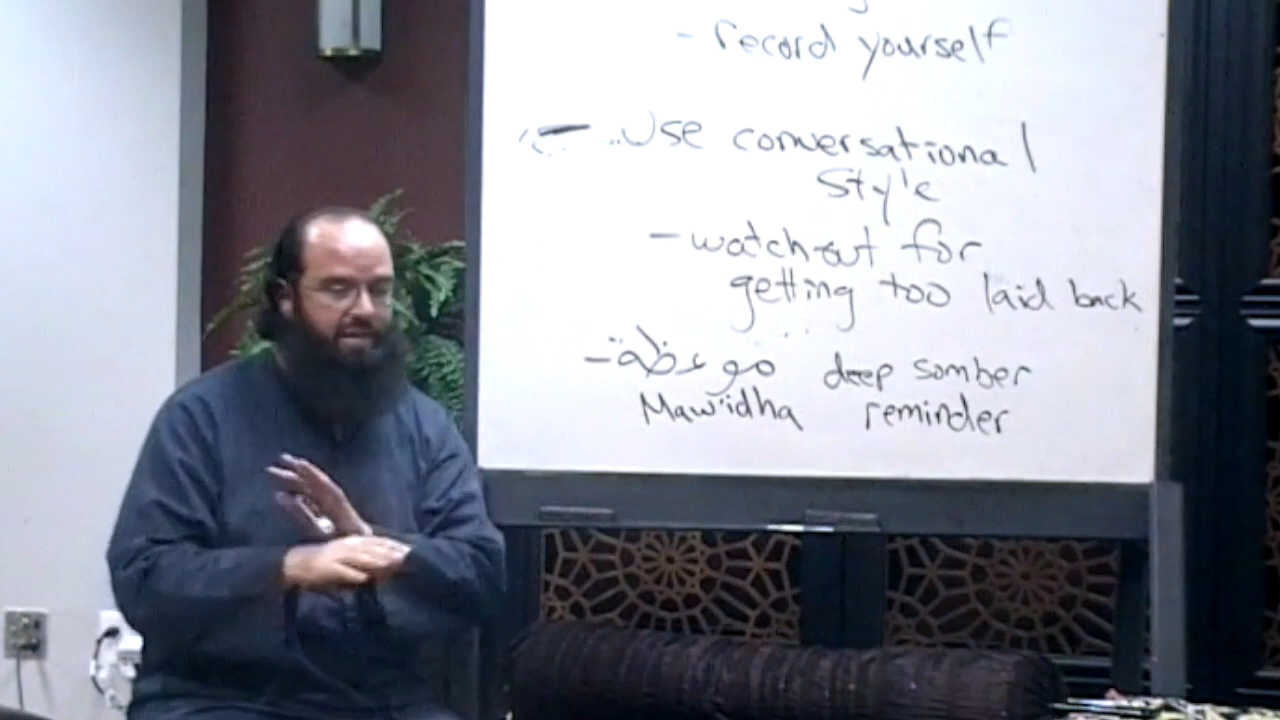 - record yourself
Use conversational
style
- watch out for
getting too laid back
- موعظة deep somber
Maw'idha reminder